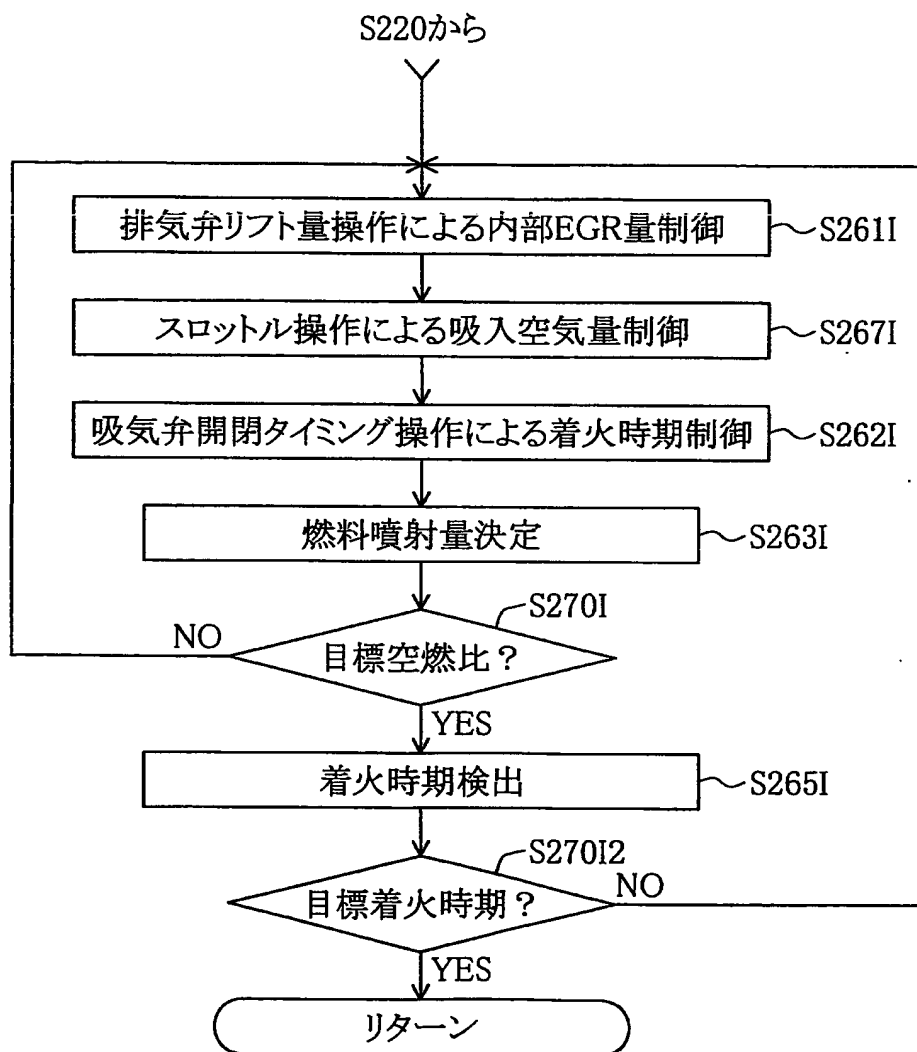 S220から
排気弁リフト量操作による内部EGR量制御
S261I
スロットル操作による吸入空気量制御
S267I
吸気弁開閉タイミング操作による着火時期制御
S262I
燃料噴射量決定
S263I
S270I
NO
目標空燃比?
YES
着火時期検出
S265I
S270I2
NO
目標着火時期?
YES
リターン